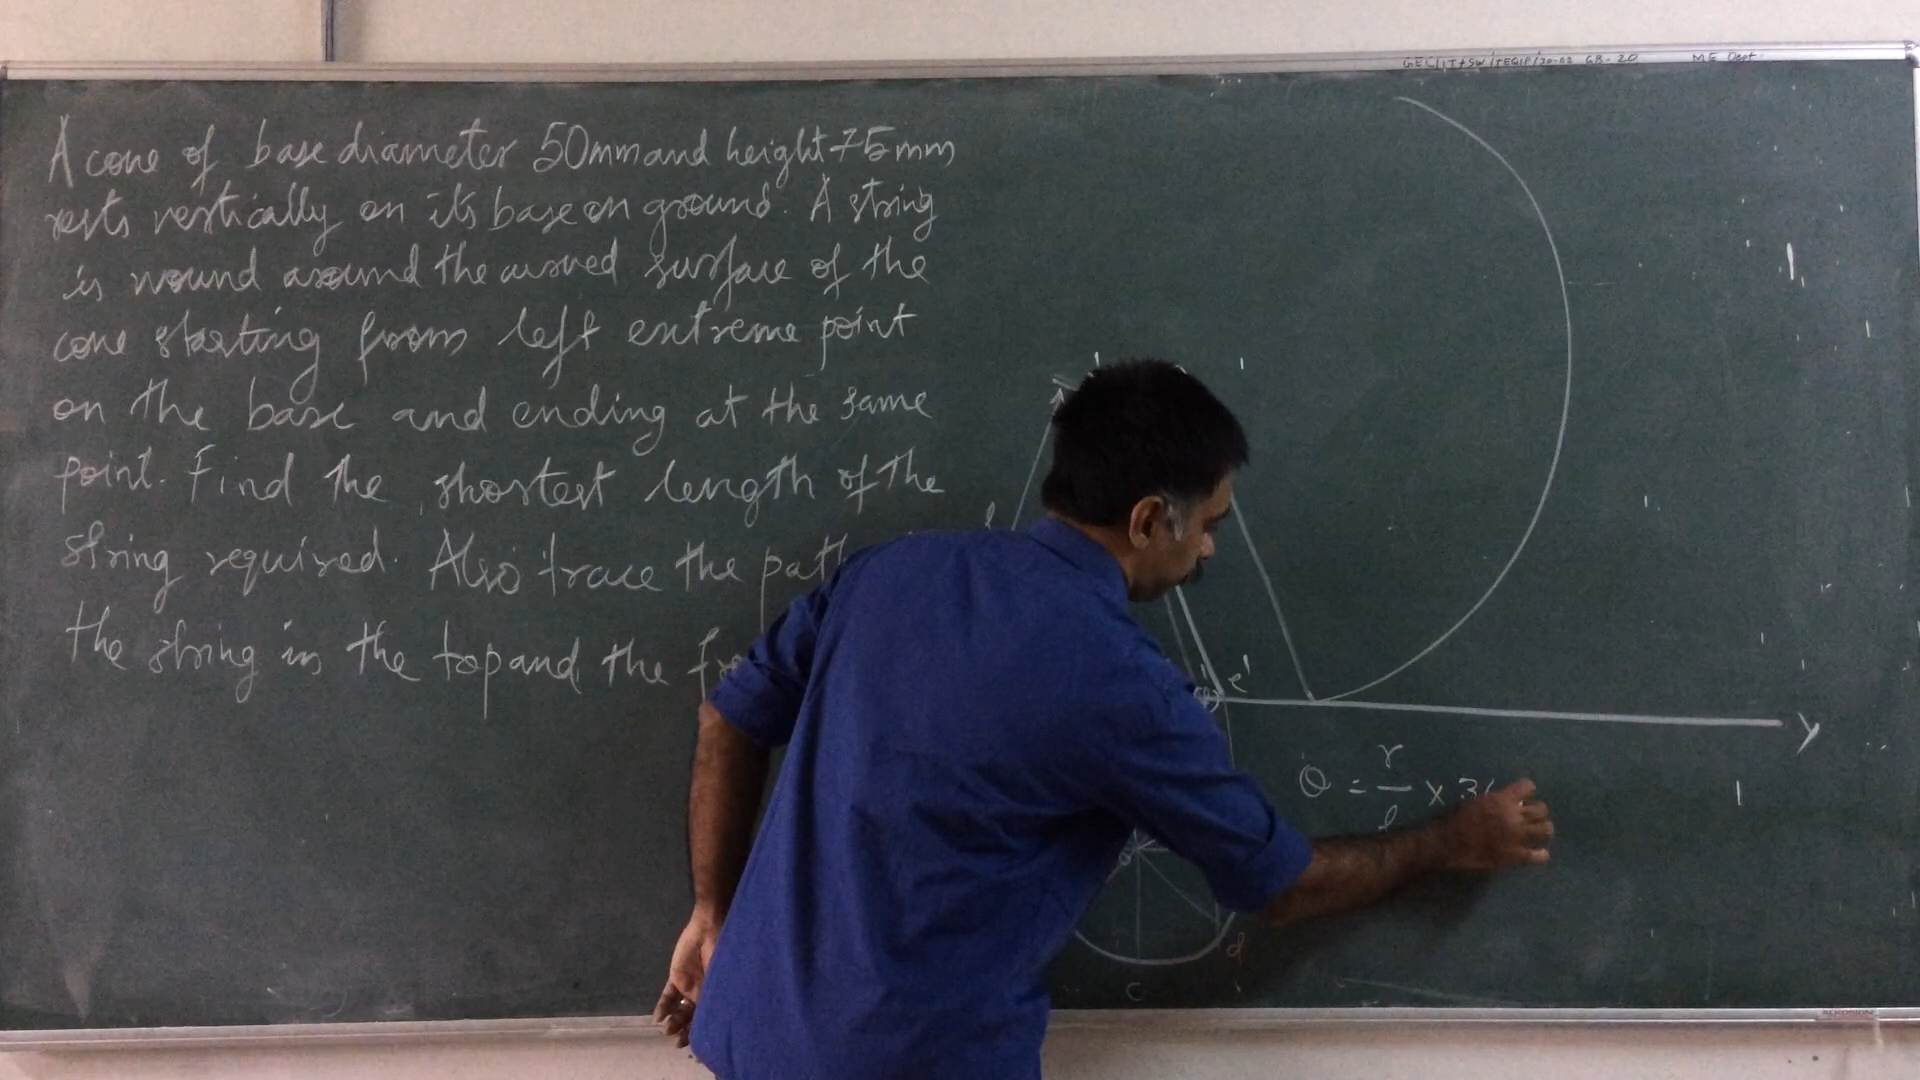 ME Dept.
A cone of base diameter 50mm and height 75mm
rests vertically on its base on ground. A string
is wound around the curved surface of the
cone starting from left extreme point
on the base and ending at the same
point. Find the shortest length of the
string required. Also trace the path
the string in the top and the
e'
y
θ = r/l × 3
o
d
c